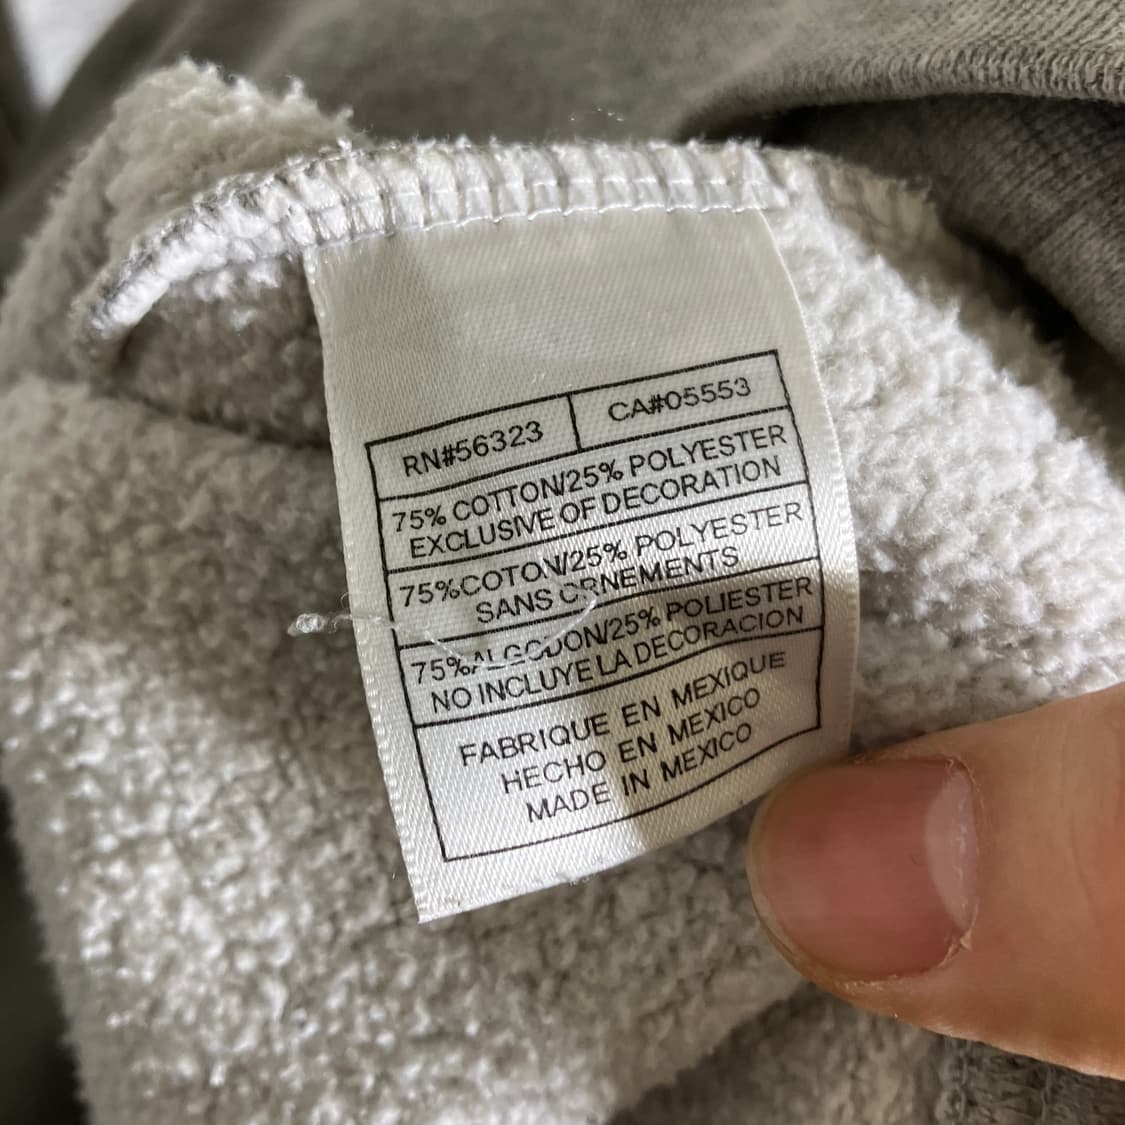 RN#56323
CA#05553
75% COTTON/25% POLYESTER
EXCLUSIVE OF DECORATION
75%COTON/25% POLYESTER
SANS ORNEMENTS
75%ALGODON/25% POLIESTER
NO INCLUYE LA DECORACION
FABRIQUE EN MEXIQUE
HECHO EN MEXICO
MADE IN MEXICO